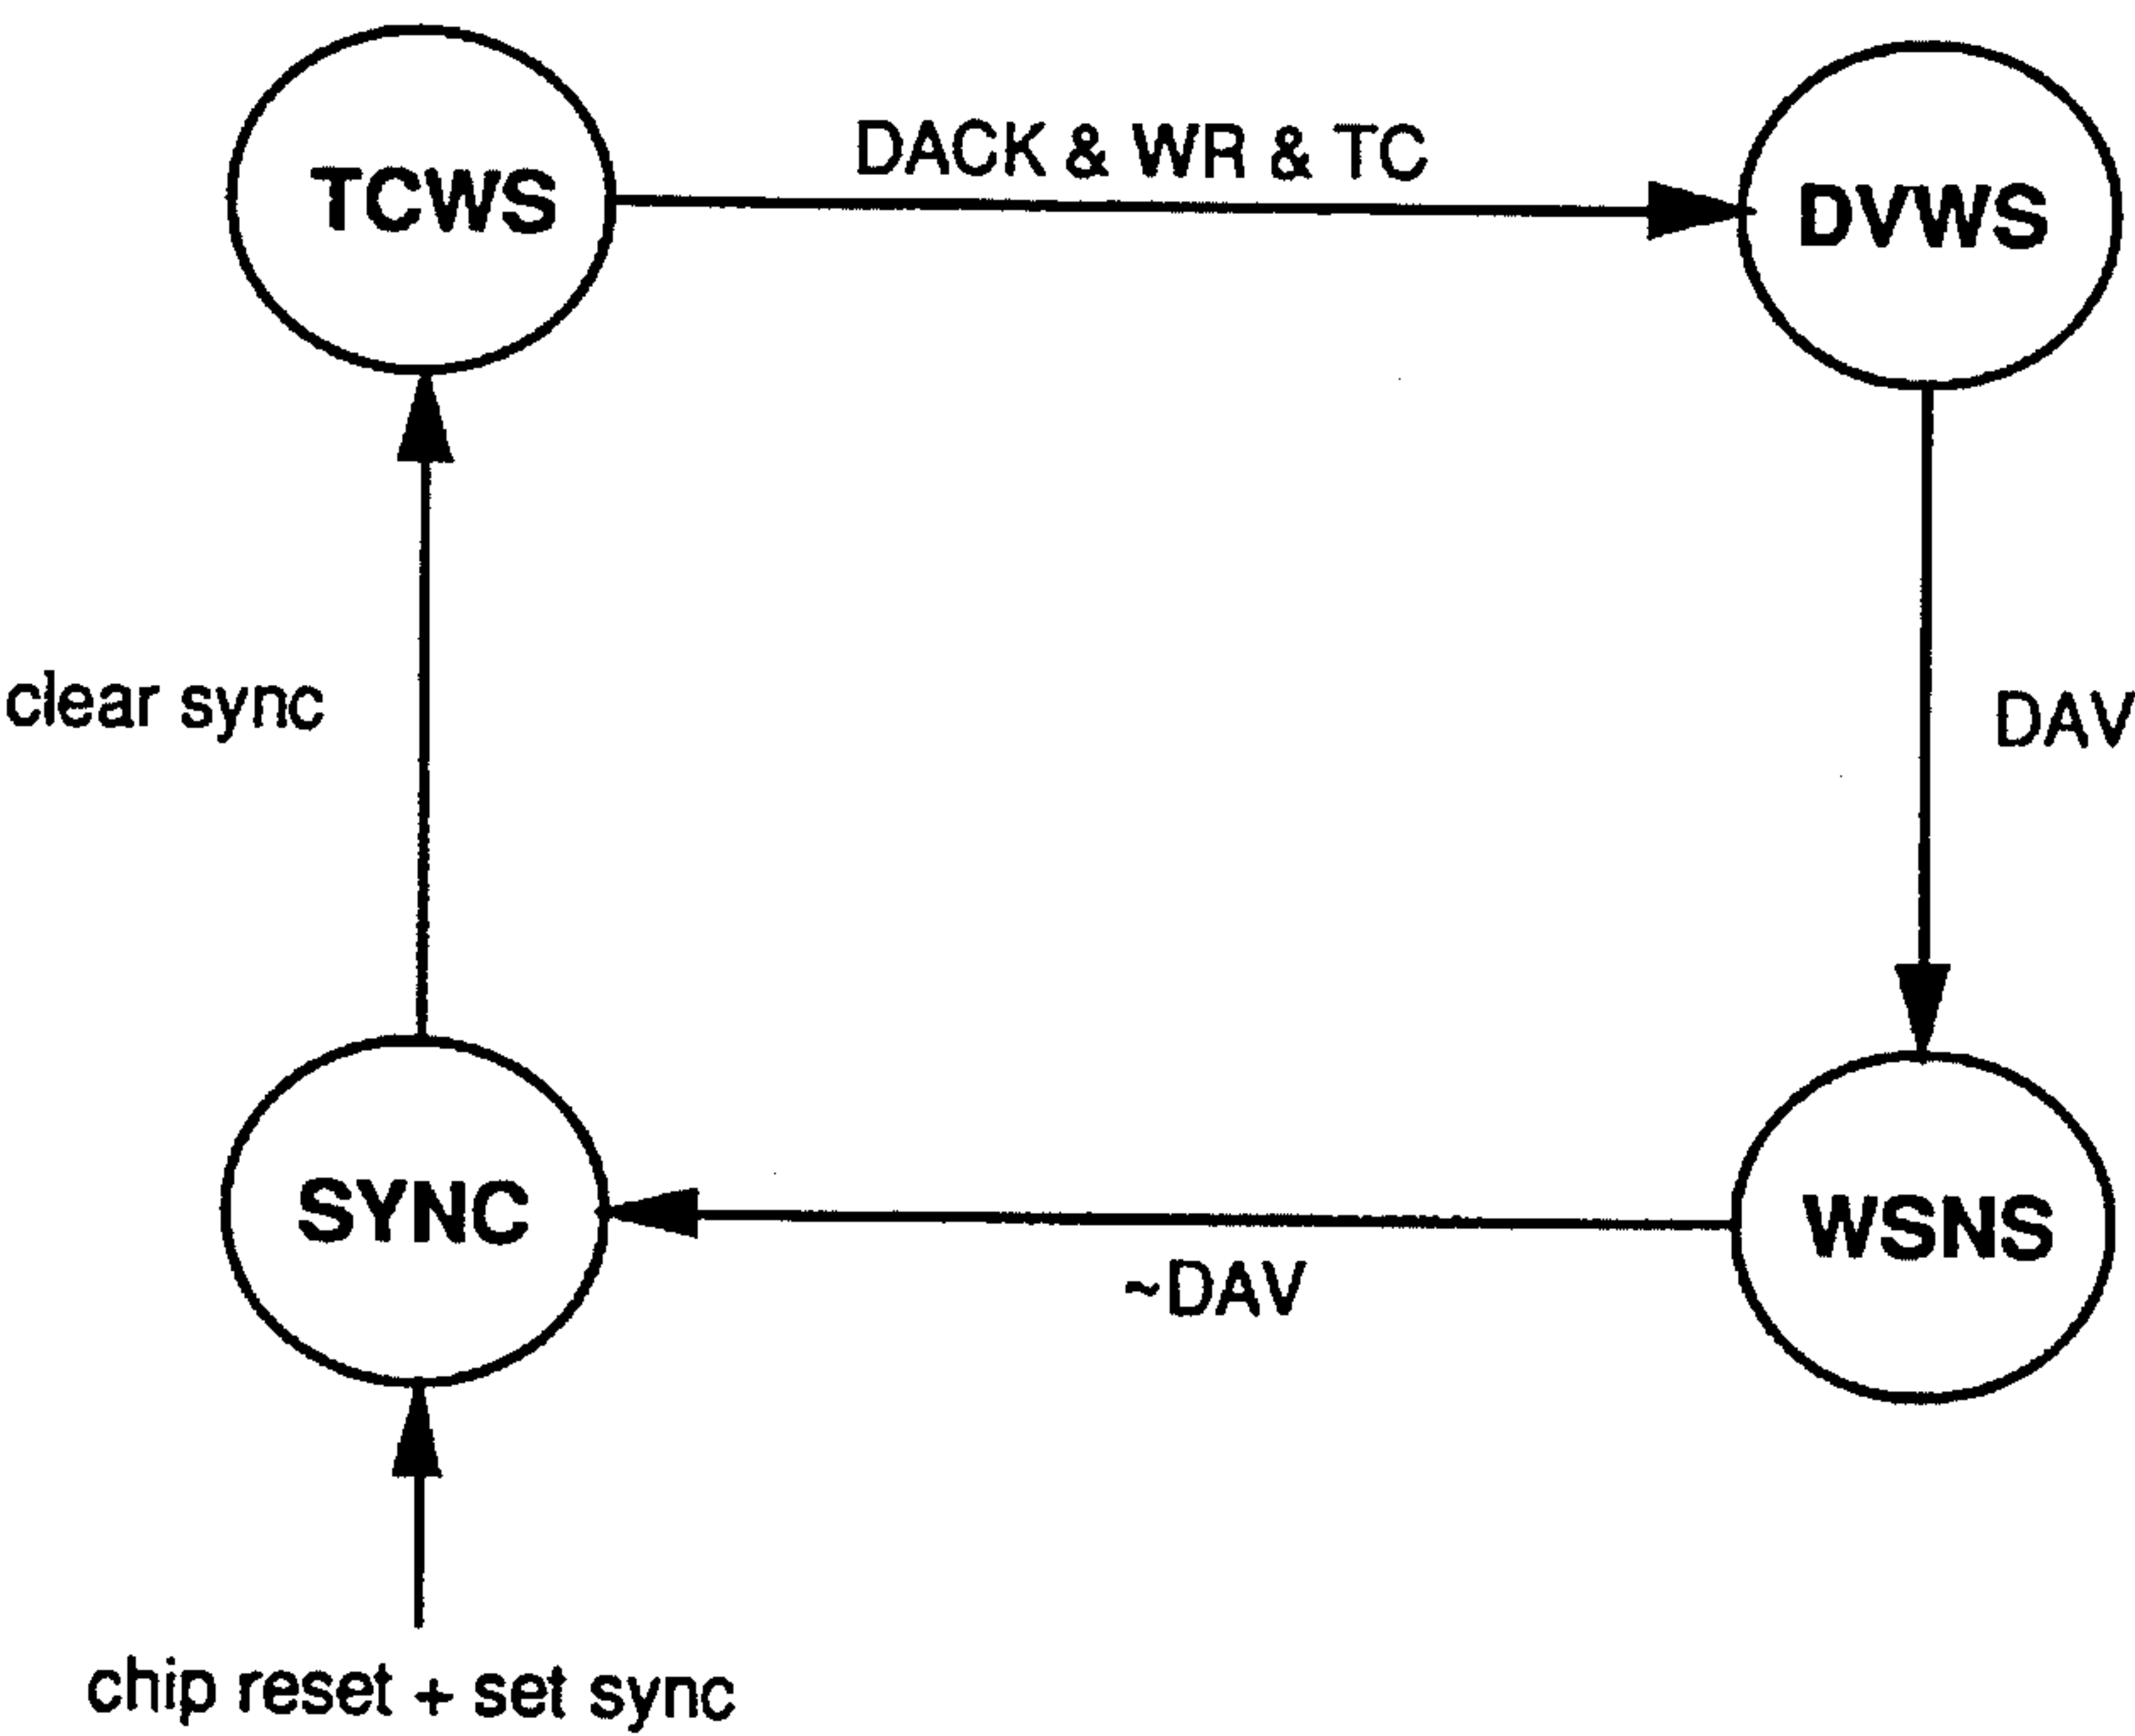 DACK & WR & TC
TCWS
DVWS
clear sync
DAV
SYNC
WSNS
~DAV
chip reset + set sync